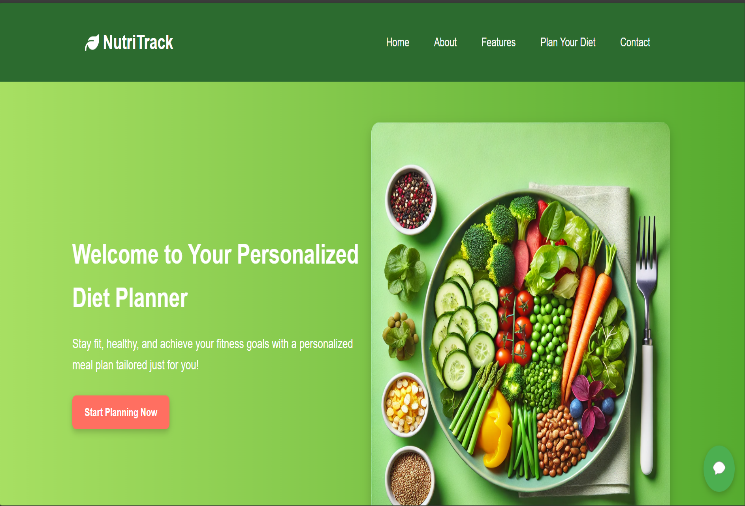 NutriTrack
Home About Features Plan Your Diet Contact
Welcome to Your Personalized
Diet Planner
Stay fit, healthy, and achieve your fitness goals with a personalized
meal plan tailored just for you!
Start Planning Now